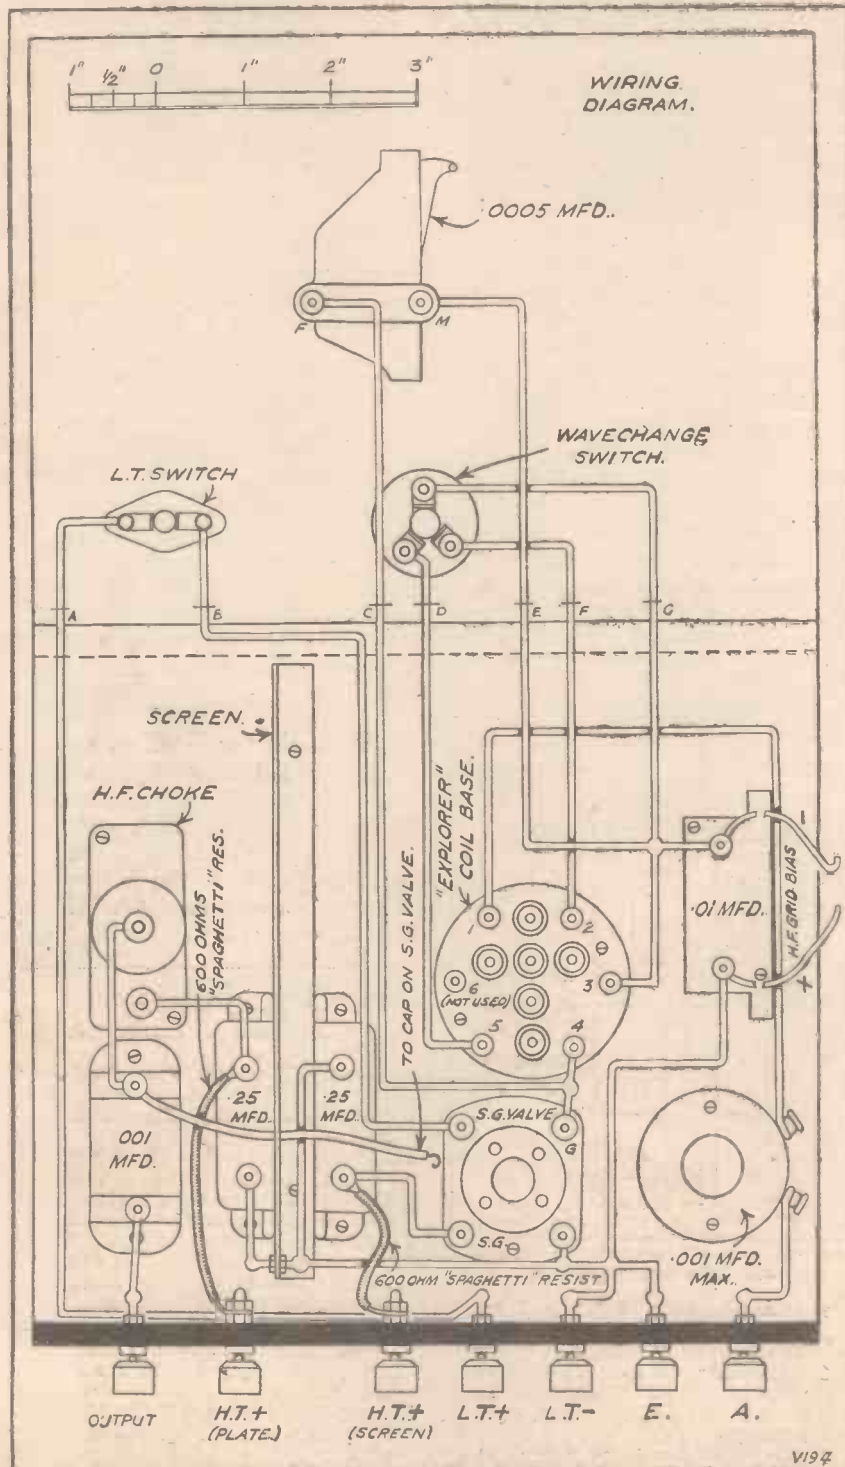 1" ½" 0 1" 2" 3"
WIRING
DIAGRAM.
.0005 MFD..
F M
WAVECHANGE
SWITCH.
L.T. SWITCH
A B C D E F G
SCREEN.
"EXPLORER"
COIL BASE.
H.F. CHOKE
600 OHMS
"SPAGHETTI" RES.
TO CAP ON S.G. VALVE.
-
·01 MFD.
H.F. GRID BIAS
+
1 2
3
6
(NOT USED)
5 4
·25
MFD.
·25
MFD.
S.G. VALVE
G
·001
MFD.
S.G.
600 OHM "SPAGHETTI" RESIST
·001 MFD.
MAX..
OUTPUT
H.T.+
(PLATE.)
H.T.+
(SCREEN)
L.T.+
L.T.-
E.
A.
V194